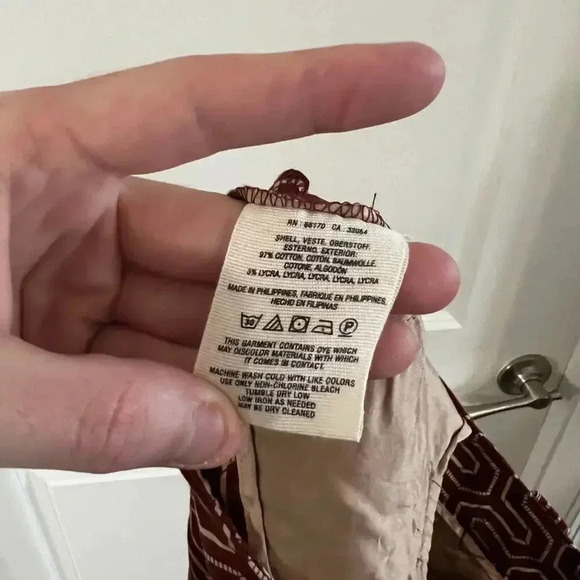 RN : 66170 CA : 32054
SHELL, VESTE, OBERSTOFF,
ESTERNO, EXTERIOR:
97% COTTON, COTON, BAUMWOLLE,
COTONE, ALGODÓN
3% LYCRA, LYCRA, LYCRA, LYCRA, LYCRA
MADE IN PHILIPPINES, FABRIQUE EN PHILIPPINES,
HECHO EN FILIPINAS
30 P
THIS GARMENT CONTAINS DYE WHICH
MAY DISCOLOR MATERIALS WITH WHICH
IT COMES IN CONTACT.
MACHINE WASH COLD WITH LIKE COLORS
USE ONLY NON-CHLORINE BLEACH
TUMBLE DRY LOW
LOW IRON AS NEEDED
MAY BE DRY CLEANED